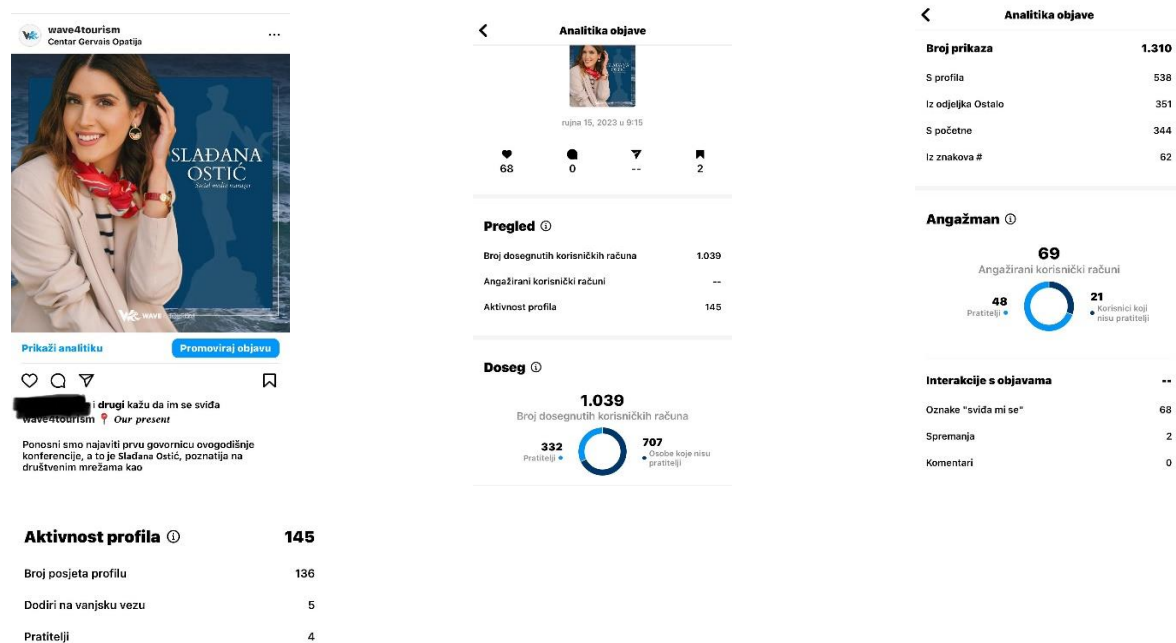 wave4tourism
Centar Gervais Opatija
SLAĐANA
OSTIĆ
Social media manager
WAVE
Prikaži analitiku
Promoviraj objavu
i drugi kažu da im se sviđa
wave4tourism 📍 Our present
Ponosni smo najaviti prvu govornicu ovogodišnje
konferencije, a to je Slađana Ostić, poznatija na
društvenim mrežama kao
Aktivnost profila 145
Broj posjeta profilu 136
Dodiri na vanjsku vezu 5
Pratitelji 4
Analitika objave
SLAĐANA
OSTIĆ
rujna 15, 2023 u 9:15
68 0 -- 2
Pregled
Broj dosegnutih korisničkih računa 1.039
Angažirani korisnički računi --
Aktivnost profila 145
Doseg
1.039
Broj dosegnutih korisničkih računa
332
Pratitelji
707
Osobe koje nisu
pratitelji
Analitika objave
Broj prikaza 1.310
S profila 538
Iz odjeljka Ostalo 351
S početne 344
Iz znakova # 62
Angažman
69
Angažirani korisnički računi
48
Pratitelji
21
Korisnici koji
nisu pratitelji
Interakcije s objavama --
Oznake "sviđa mi se" 68
Spremanja 2
Komentari 0